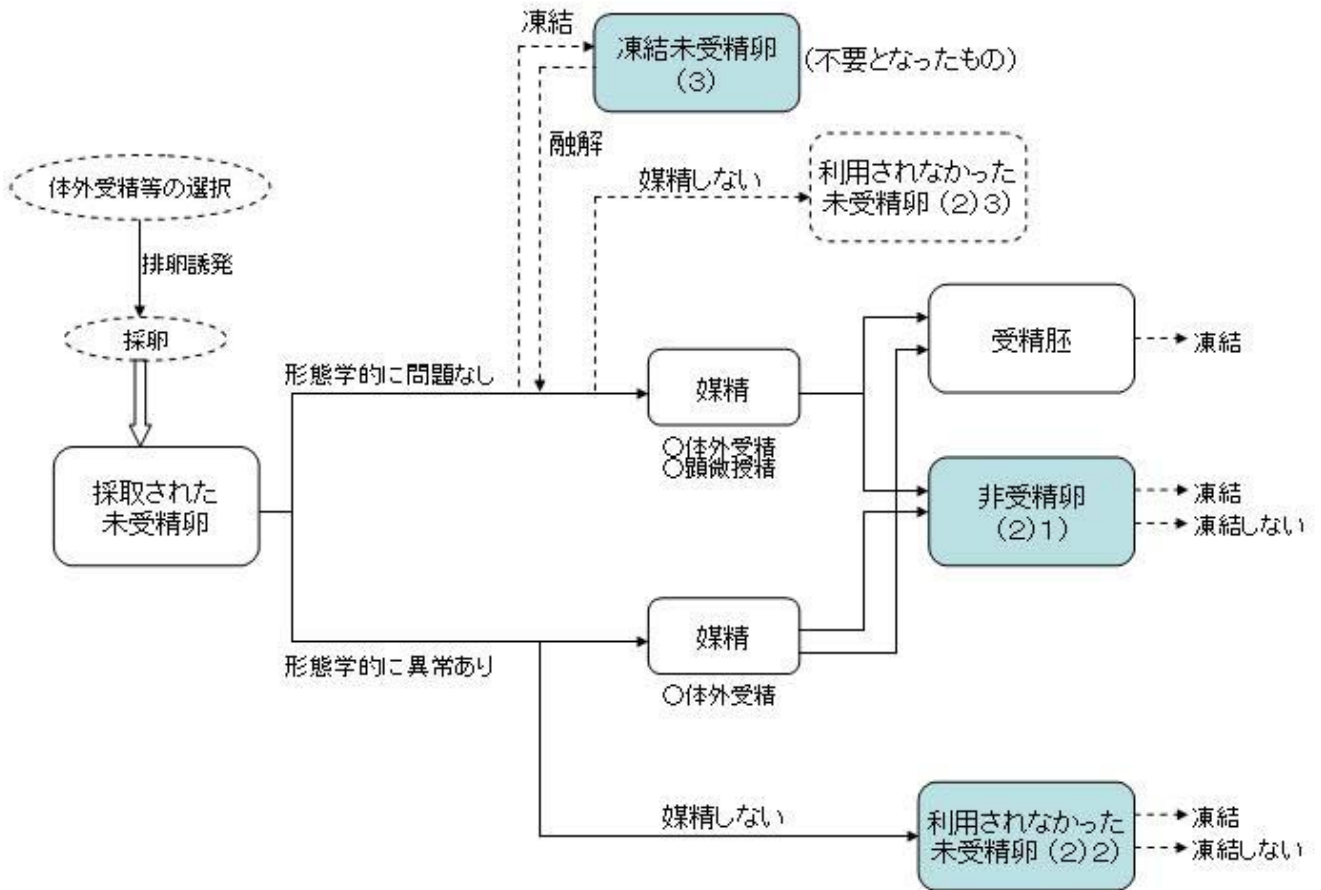 凍結
凍結未受精卵
(3)
(不要となったもの)
融解
体外受精等の選択
媒精しない
利用されなかった
未受精卵(2)3)
排卵誘発
採卵
形態学的に問題なし
媒精
受精胚
凍結
○体外受精
○顕微授精
採取された
未受精卵
非受精卵
(2)1)
凍結
凍結しない
形態学的に異常あり
媒精
○体外受精
媒精しない
利用されなかった
未受精卵(2)2)
凍結
凍結しない